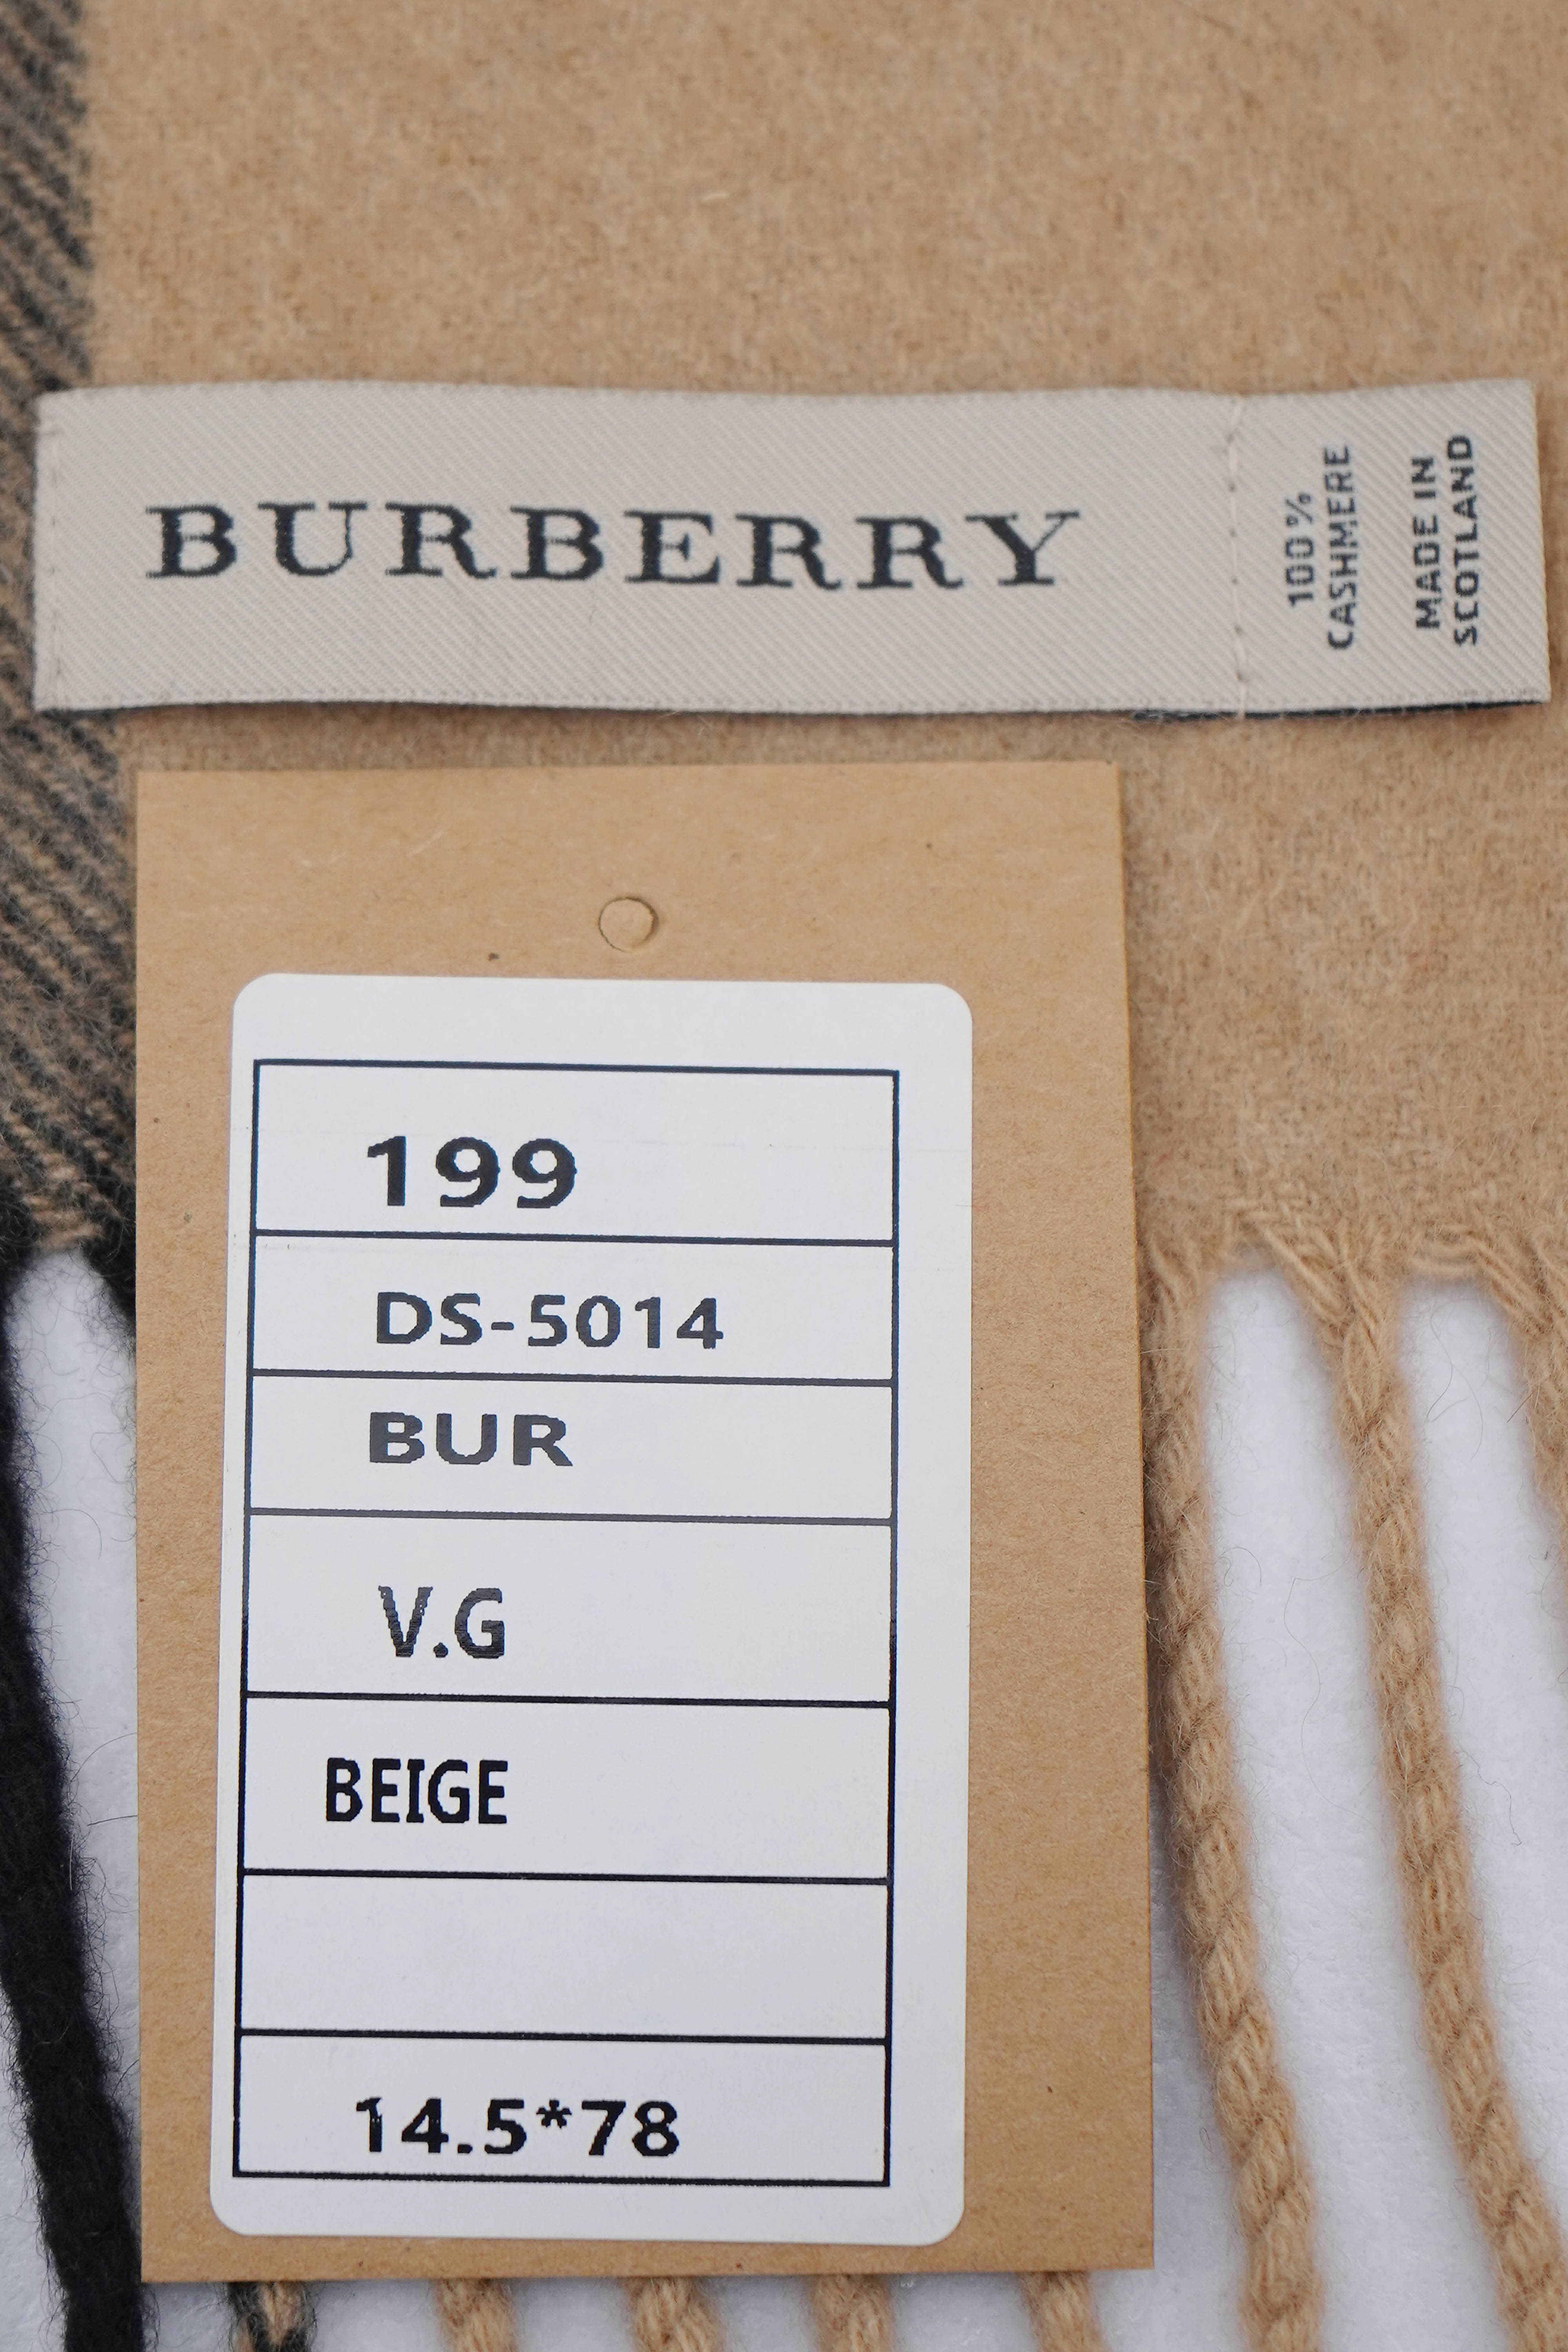 BURBERRY
100%
CASHMERE
MADE IN
SCOTLAND
199
DS-5014
BUR
V.G
BEIGE
14.5*78